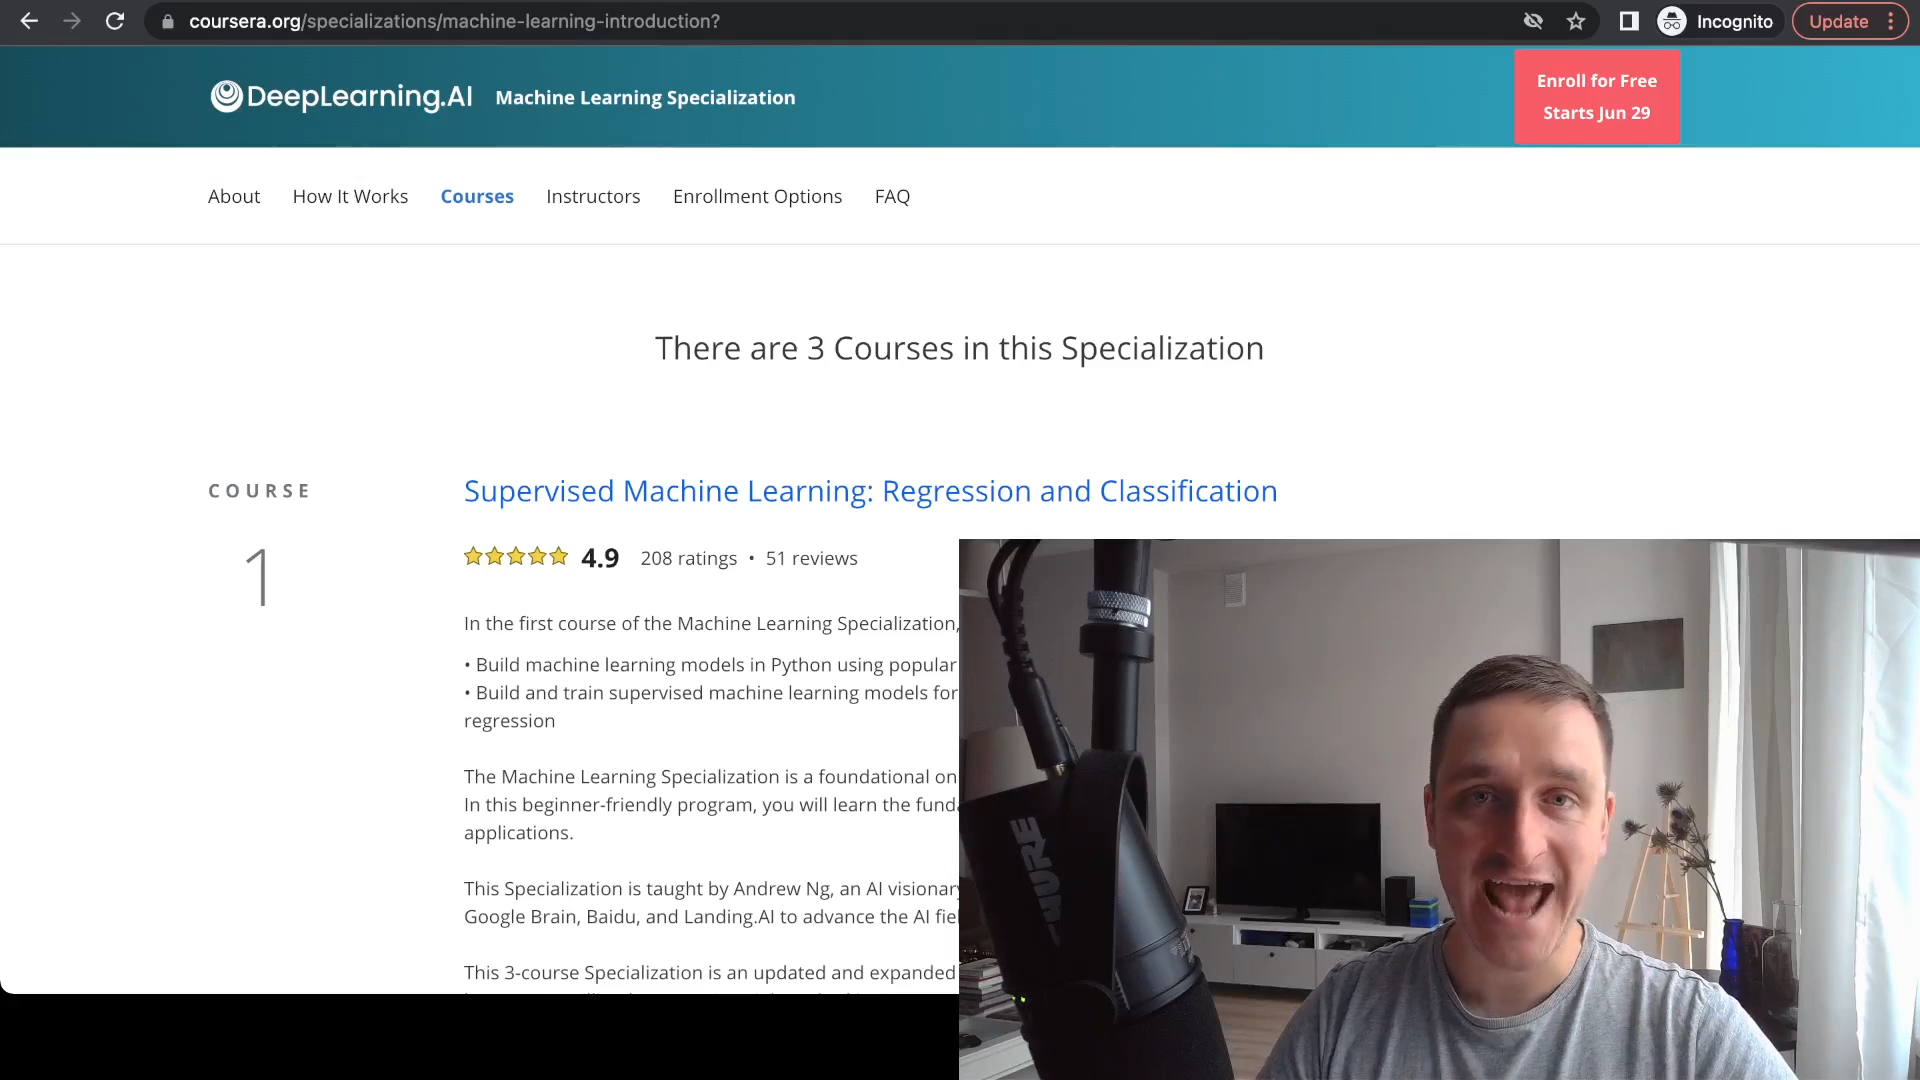 coursera.org/specializations/machine-learning-introduction?
Incognito
Update
DeepLearning.AI
Machine Learning Specialization
Enroll for Free
Starts Jun 29
About
How It Works
Courses
Instructors
Enrollment Options
FAQ
There are 3 Courses in this Specialization
COURSE
1
Supervised Machine Learning: Regression and Classification
4.9
208 ratings • 51 reviews
In the first course of the Machine Learning Specialization,
• Build machine learning models in Python using popular
• Build and train supervised machine learning models for
regression
The Machine Learning Specialization is a foundational on
In this beginner-friendly program, you will learn the fund
applications.
This Specialization is taught by Andrew Ng, an AI visionary
Google Brain, Baidu, and Landing.AI to advance the AI fiel
This 3-course Specialization is an updated and expanded
SHURE